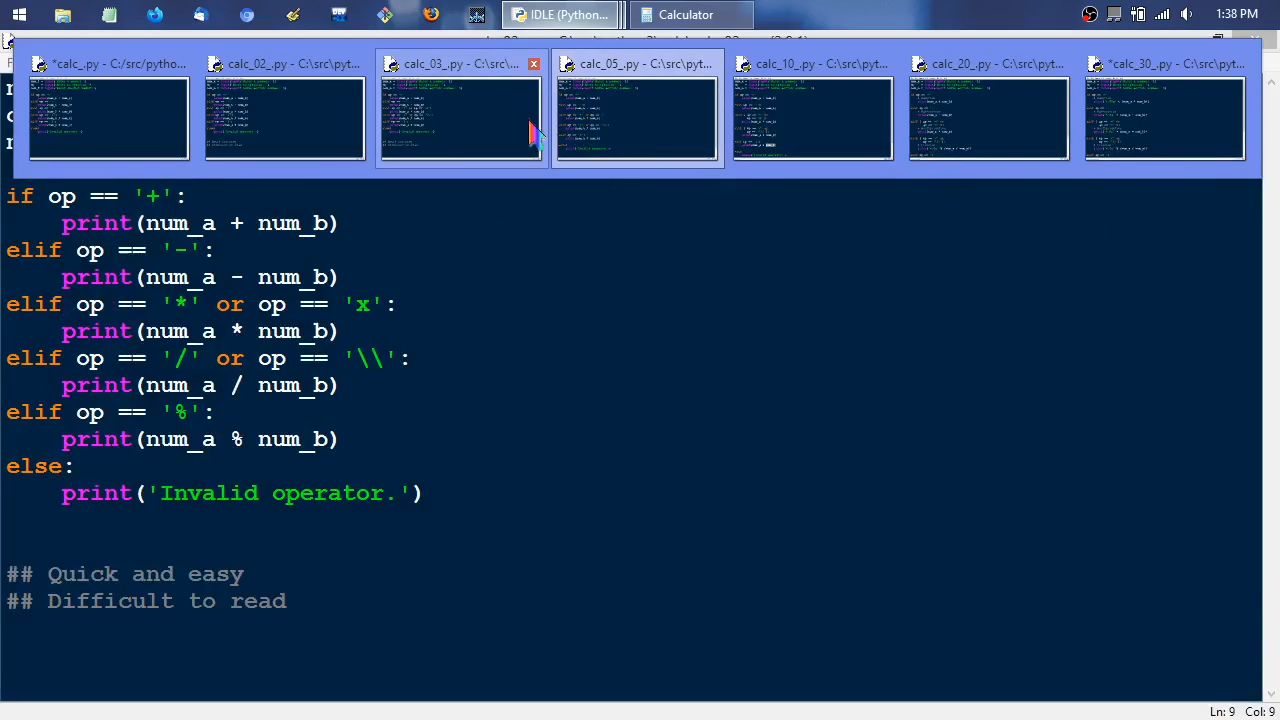 IDLE (Python...
Calculator
1:38 PM
*calc_.py - C:/src/pytho...
calc_02_.py - C:\src\pyt...
calc_03_.py - C:\s...
calc_05_.py - C:\src\pyt...
calc_10_.py - C:\src\pyt...
calc_20_.py - C:\src\pyt...
calc_30_.py - C:\src\pyt...
if op == '+':
print(num_a + num_b)
elif op == '-':
print(num_a - num_b)
elif op == '*' or op == 'x':
print(num_a * num_b)
elif op == '/' or op == '\\':
print(num_a / num_b)
elif op == '%':
print(num_a % num_b)
else:
print('Invalid operator.')
## Quick and easy
## Difficult to read
Ln: 9 Col: 9